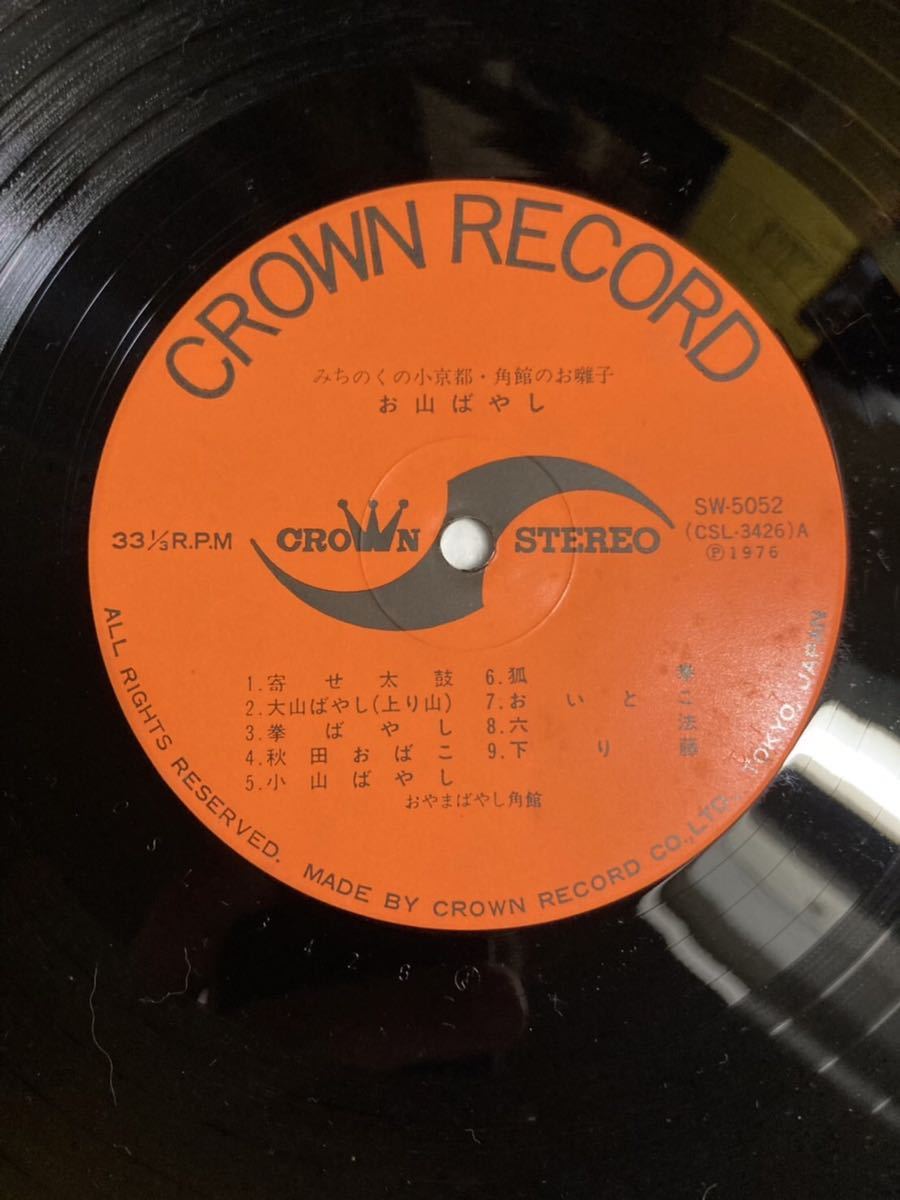 CROWN RECORD
みちのくの小京都・角館のお囃子
お山ばやし
33⅓ R.P.M
CROWN STEREO
SW-5052
(CSL-3426)A
Ⓟ1976
1.寄せ太鼓
2.大山ばやし(上り山)
3.拳ばやし
4.秋田おばこ
5.小山ばやし
6.狐拳
7.おいとこ
8.六法
9.下り藤
おやまばやし角館
ALL RIGHTS RESERVED. MADE BY CROWN RECORD CO.,LTD. TOKYO, JAPAN
426